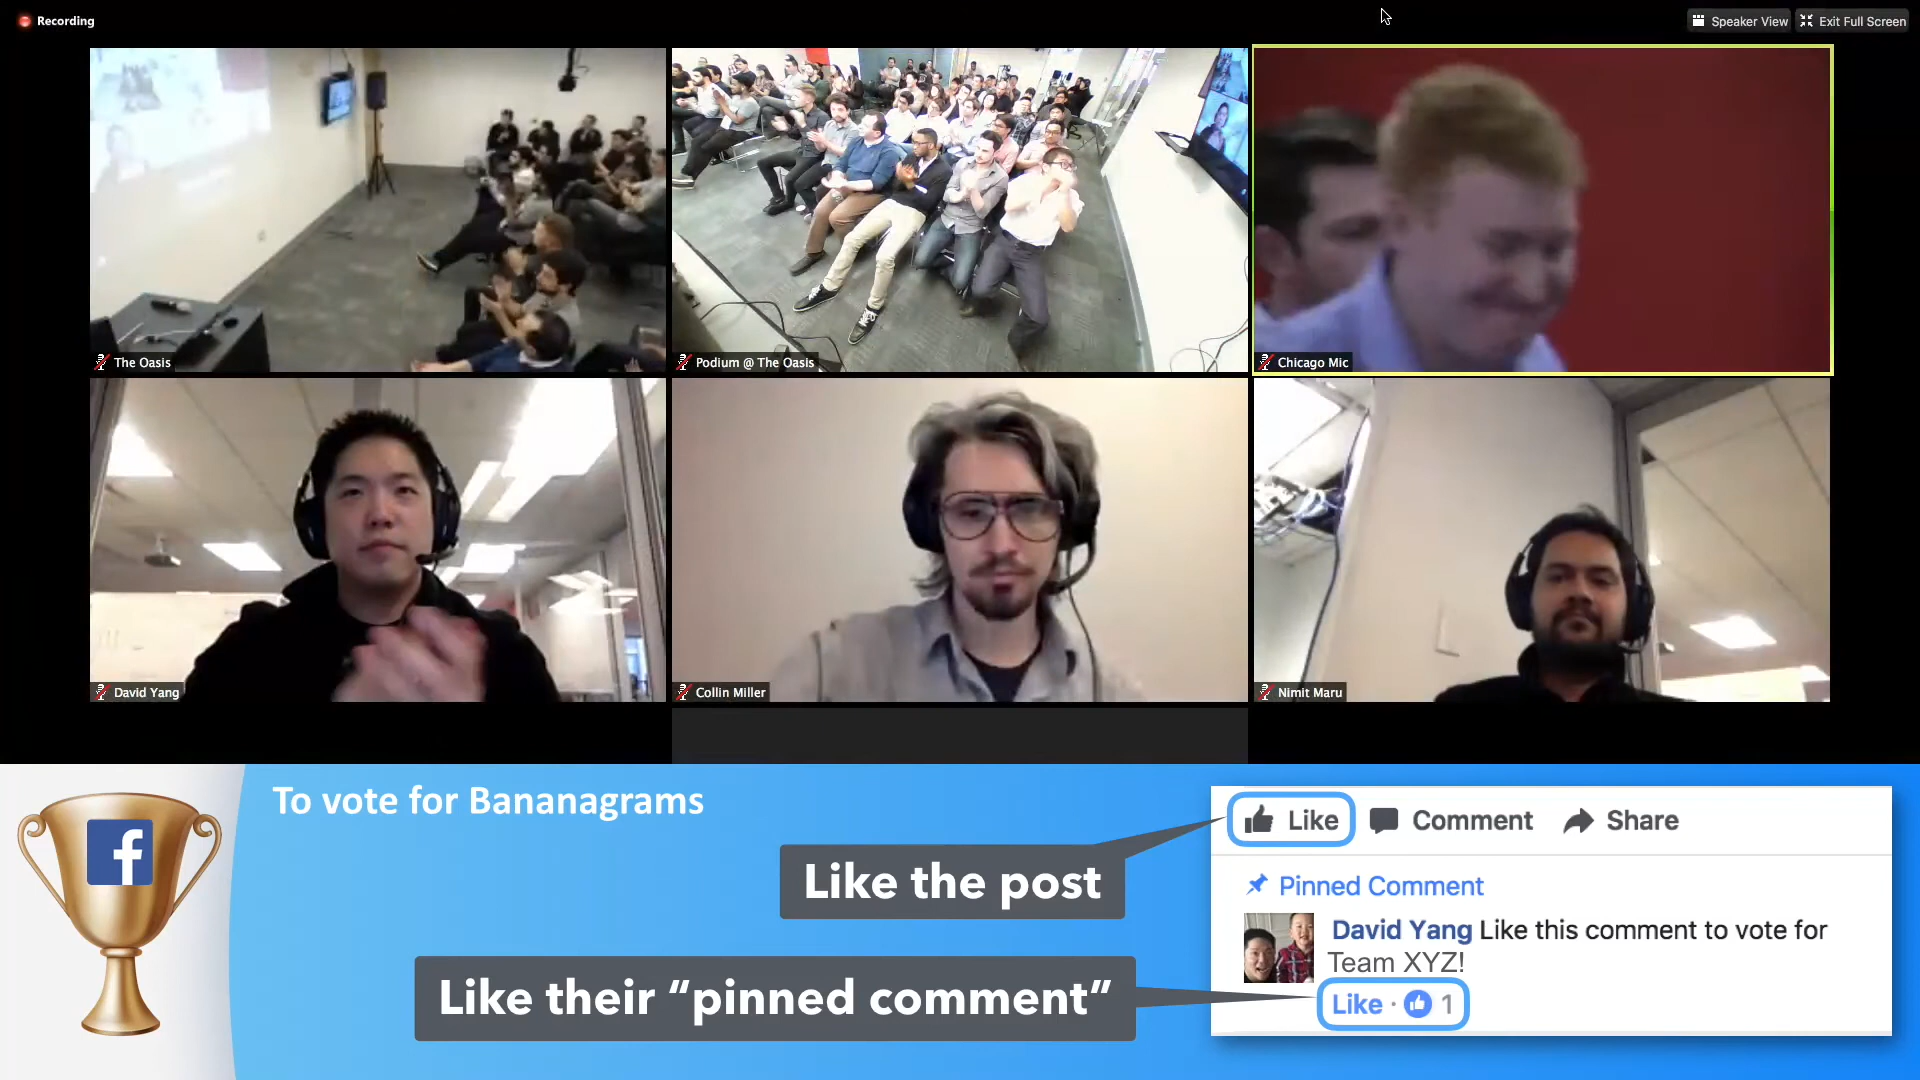 Recording
Speaker View
Exit Full Screen
The Oasis
Podium @ The Oasis
Chicago Mic
David Yang
Collin Miller
Nimit Maru
To vote for Bananagrams
Like the post
Like their “pinned comment”
f
Like
Comment
Share
Pinned Comment
David Yang Like this comment to vote for
Team XYZ!
Like · 1